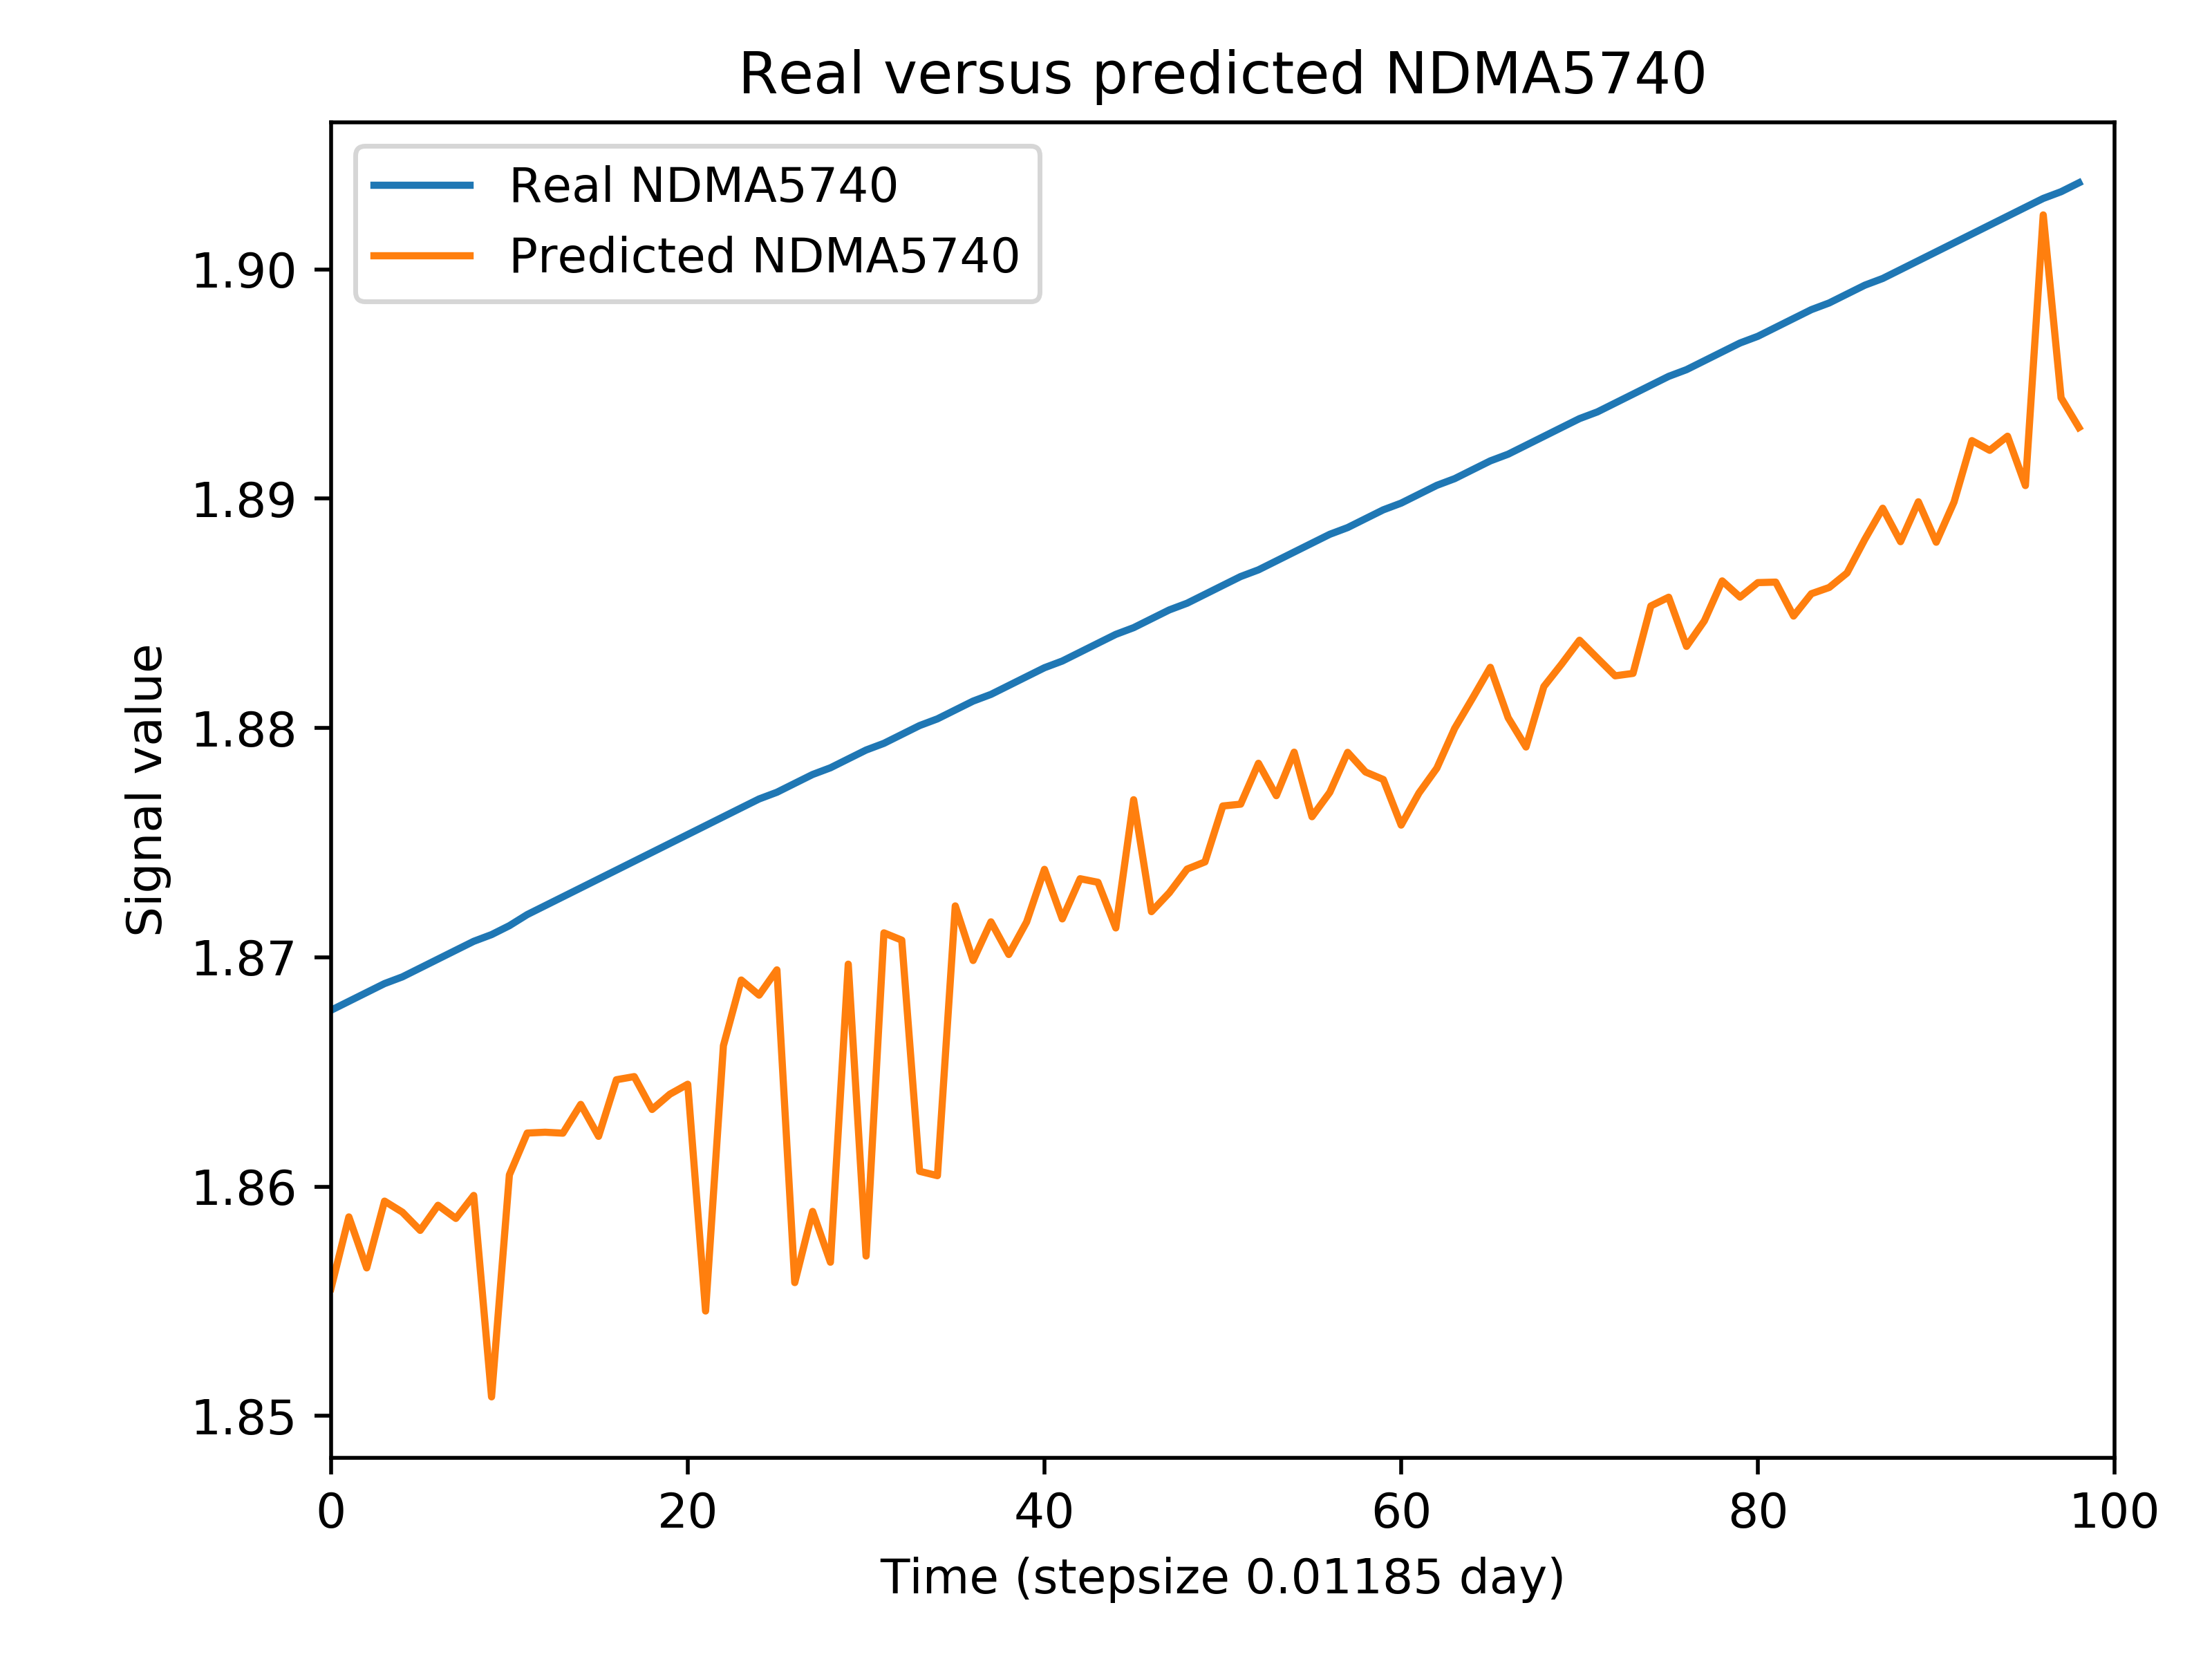 Real versus predicted NDMA5740
Real NDMA5740
Predicted NDMA5740
1.90
1.89
1.88
1.87
1.86
1.85
Signal value
0 20 40 60 80 100
Time (stepsize 0.01185 day)